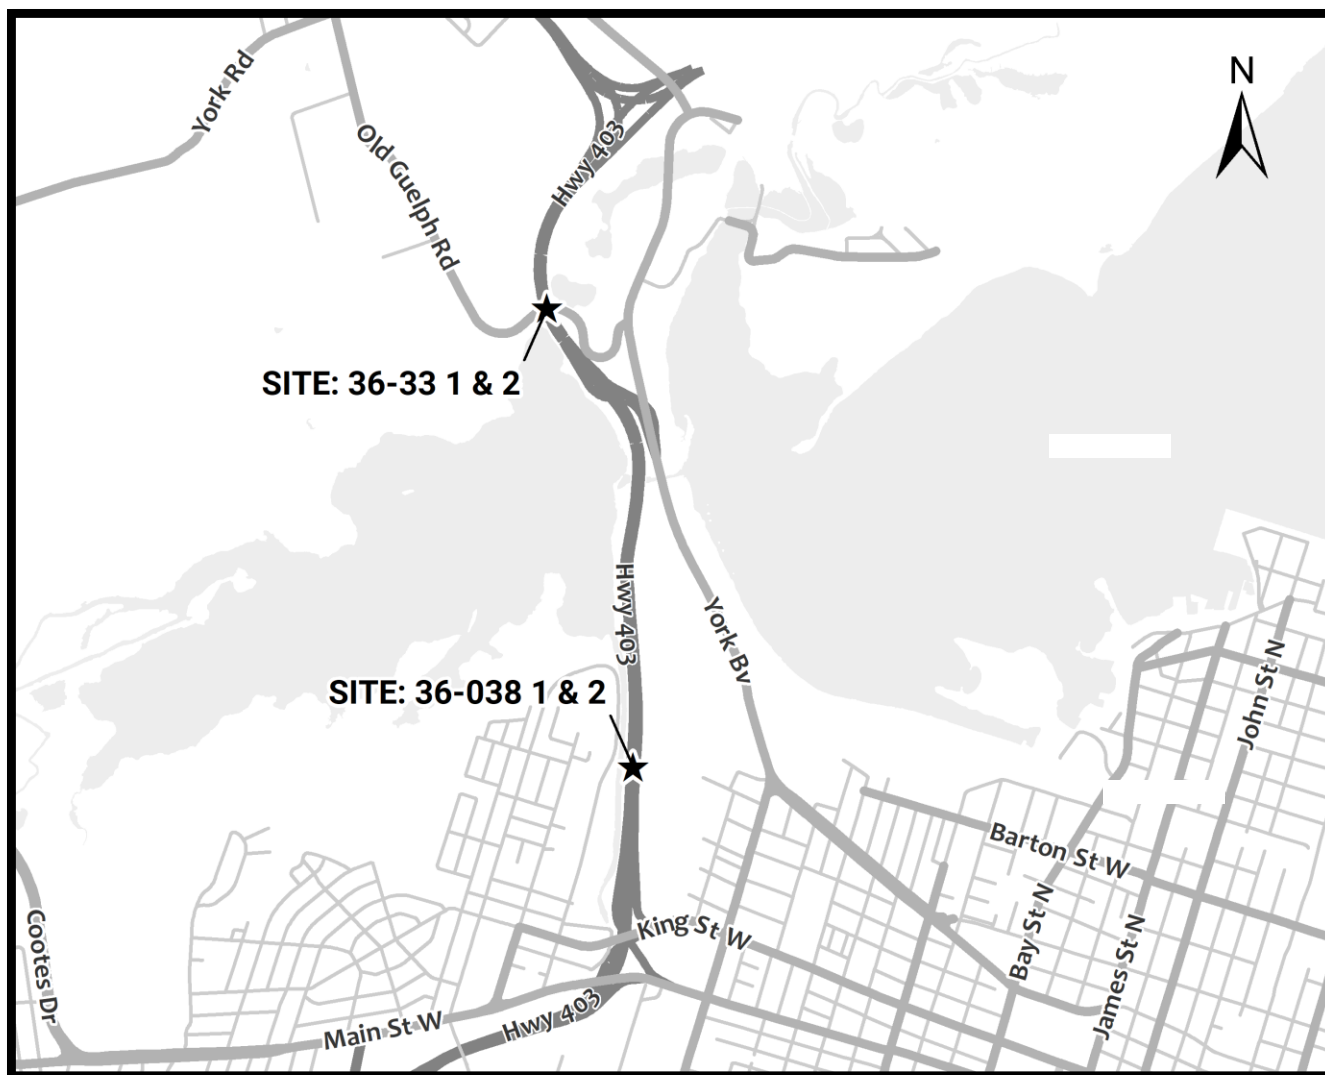 N
York Rd
Old Guelph Rd
Hwy 403
SITE: 36-33 1 & 2
Hwy 403
York Bv
SITE: 36-038 1 & 2
John St N
Barton St W
Bay St N
King St W
James St N
Cootes Dr
Main St W
Hwy 403